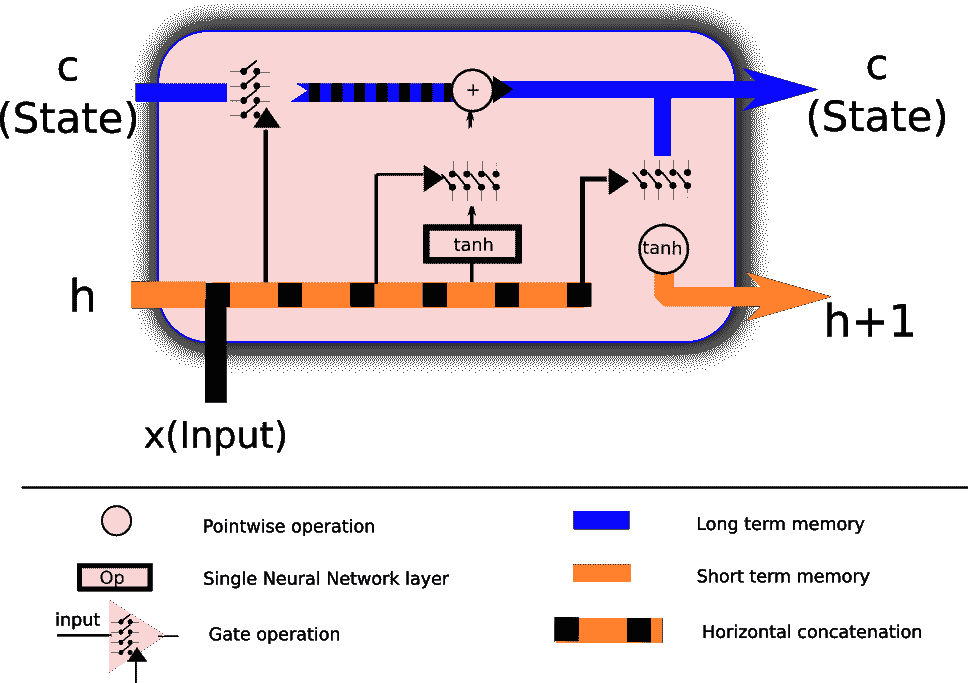 c
(State)
c
(State)
+
tanh
tanh
h
h+1
x(Input)
Pointwise operation
Long term memory
Op
Single Neural Network layer
Short term memory
input
Gate operation
Horizontal concatenation